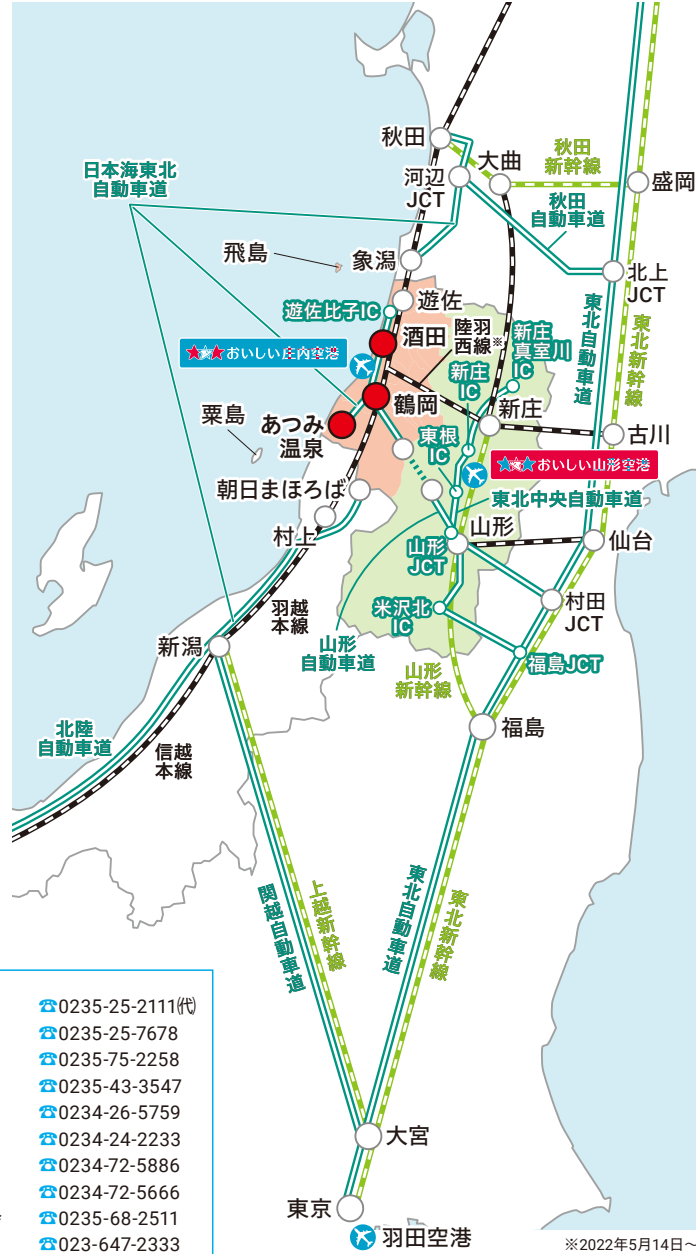 秋田
大曲
秋田
新幹線
盛岡
河辺
JCT
日本海東北
自動車道
秋田
自動車道
飛島
象潟
北上
JCT
遊佐
遊佐比子IC
東北自動車道
東北新幹線
酒田
陸羽
西線※
新庄
真室川
IC
おいしい庄内空港
新庄
IC
鶴岡
新庄
粟島
あつみ
温泉
古川
東根
IC
おいしい山形空港
朝日まほろば
東北中央自動車道
村上
山形
仙台
山形
JCT
羽越
本線
米沢北
IC
村田
JCT
新潟
山形
自動車道
福島JCT
山形
新幹線
北陸
自動車道
福島
信越
本線
関越自動車道
上越新幹線
東北自動車道
東北新幹線
☎0235-25-2111㈹
☎0235-25-7678
☎0235-75-2258
☎0235-43-3547
☎0234-26-5759
☎0234-24-2233
☎0234-72-5886
☎0234-72-5666
☎0235-68-2511
☎023-647-2333
大宮
東京
羽田空港
※2022年5月14日〜